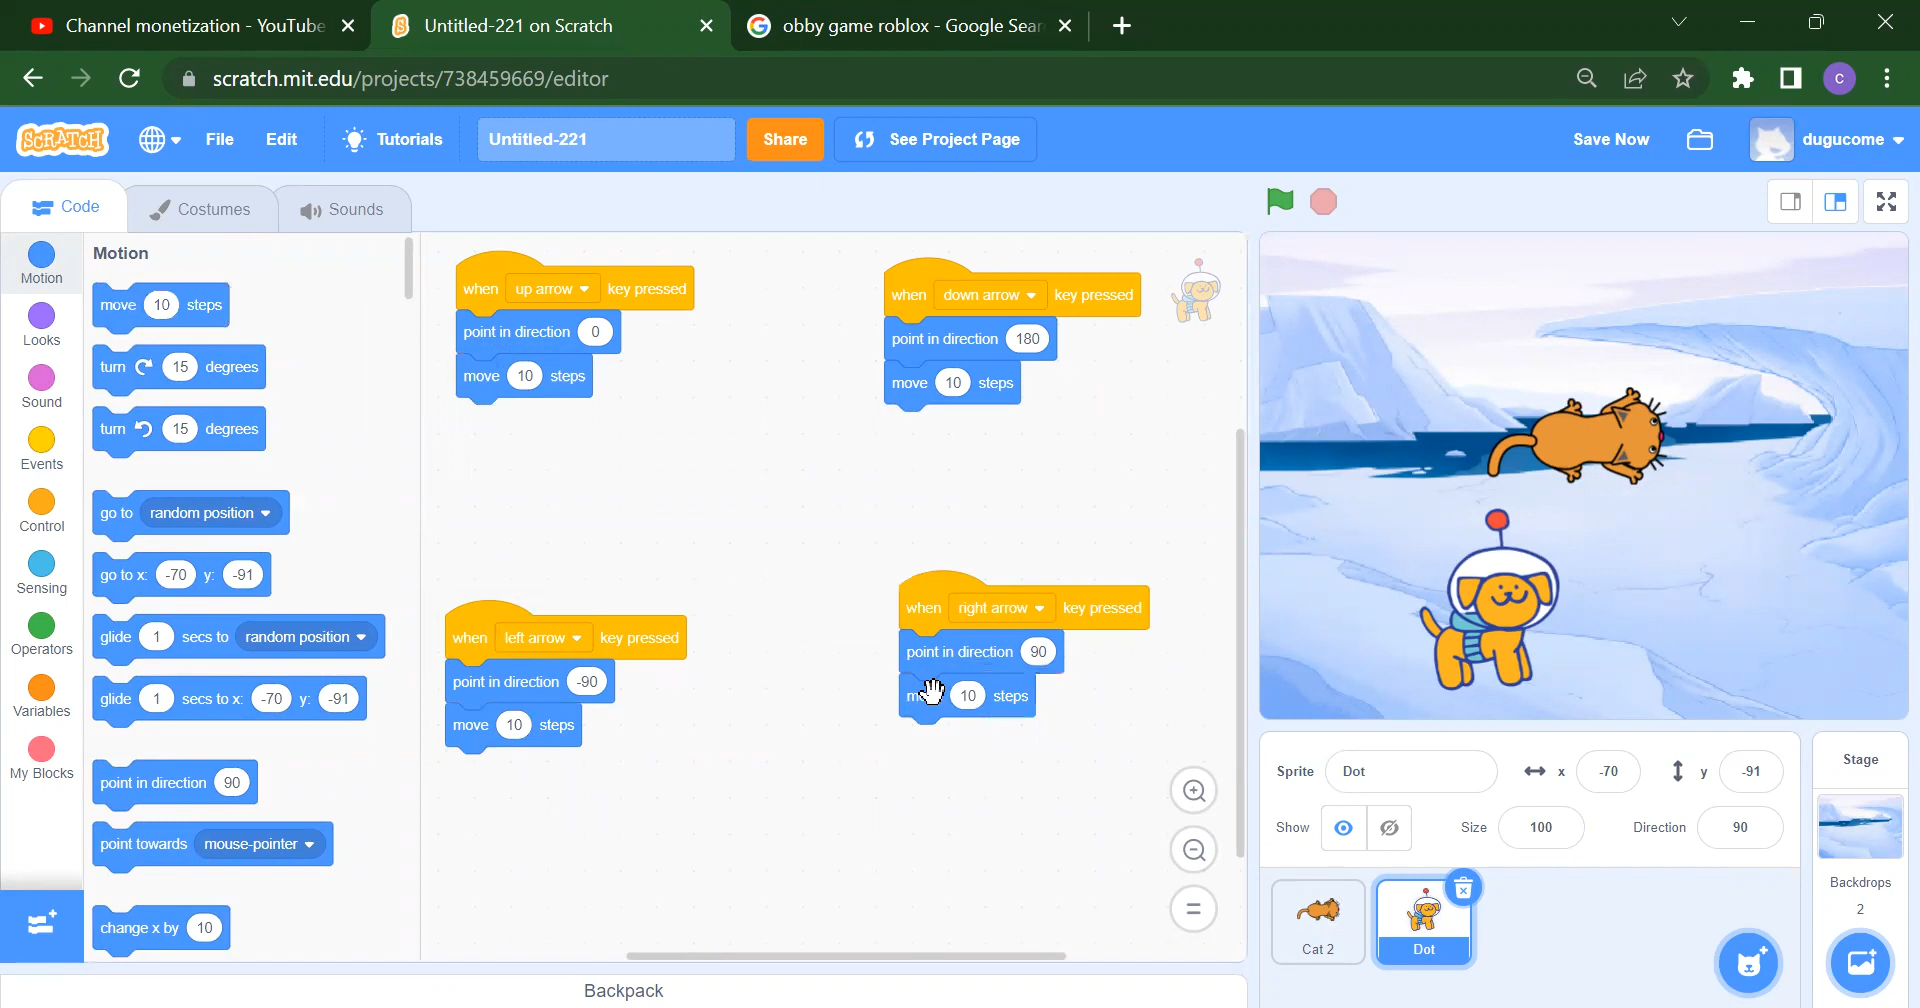 Channel monetization - YouTube
Untitled-221 on Scratch
obby game roblox - Google Sear
scratch.mit.edu/projects/738459669/editor
C
SCRATCH
File
Edit
Tutorials
Untitled-221
Share
See Project Page
Save Now
dugucome
Code
Costumes
Sounds
Motion
Looks
Sound
Events
Control
Sensing
Operators
Variables
My Blocks
Motion
move 10 steps
turn 15 degrees
turn 15 degrees
go to random position
go to x: -70 y: -91
glide 1 secs to random position
glide 1 secs to x: -70 y: -91
point in direction 90
point towards mouse-pointer
change x by 10
when up arrow key pressed
point in direction 0
move 10 steps
when down arrow key pressed
point in direction 180
move 10 steps
when left arrow key pressed
point in direction -90
move 10 steps
when right arrow key pressed
point in direction 90
10 steps
Backpack
Sprite Dot x -70 y -91
Show Size 100 Direction 90
Cat 2
Dot
Stage
Backdrops
2